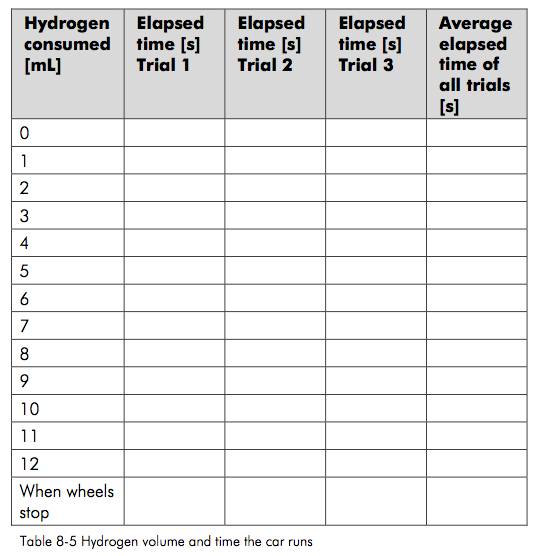 Hydrogen consumed [mL]
Elapsed time [s] Trial 1
Elapsed time [s] Trial 2
Elapsed time [s] Trial 3
Average elapsed time of all trials [s]
0
1
2
3
4
5
6
7
8
9
10
11
12
When wheels
stop
Table 8-5 Hydrogen volume and time the car runs